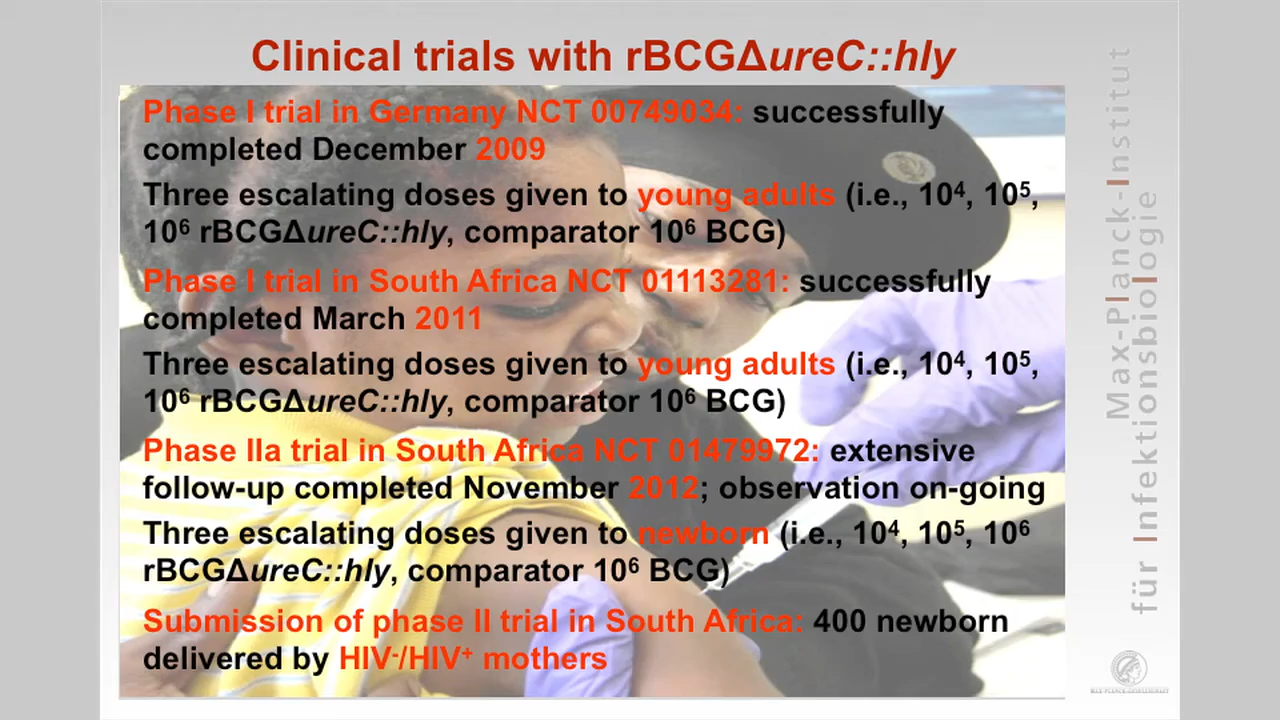 Clinical trials with rBCGΔureC::hly
Phase I trial in Germany NCT 00749034: successfully
completed December 2009
Three escalating doses given to young adults (i.e., 10⁴, 10⁵,
10⁶ rBCGΔureC::hly, comparator 10⁶ BCG)
Phase I trial in South Africa NCT 01113281: successfully
completed March 2011
Three escalating doses given to young adults (i.e., 10⁴, 10⁵,
10⁶ rBCGΔureC::hly, comparator 10⁶ BCG)
Phase IIa trial in South Africa NCT 01479972: extensive
follow-up completed November 2012; observation on-going
Three escalating doses given to newborn (i.e., 10⁴, 10⁵, 10⁶
rBCGΔureC::hly, comparator 10⁶ BCG)
Submission of phase II trial in South Africa: 400 newborn
delivered by HIV⁻/HIV⁺ mothers
Max-Planck-Institut
für Infektionsbiologie
MAX-PLANCK-GESELLSCHAFT